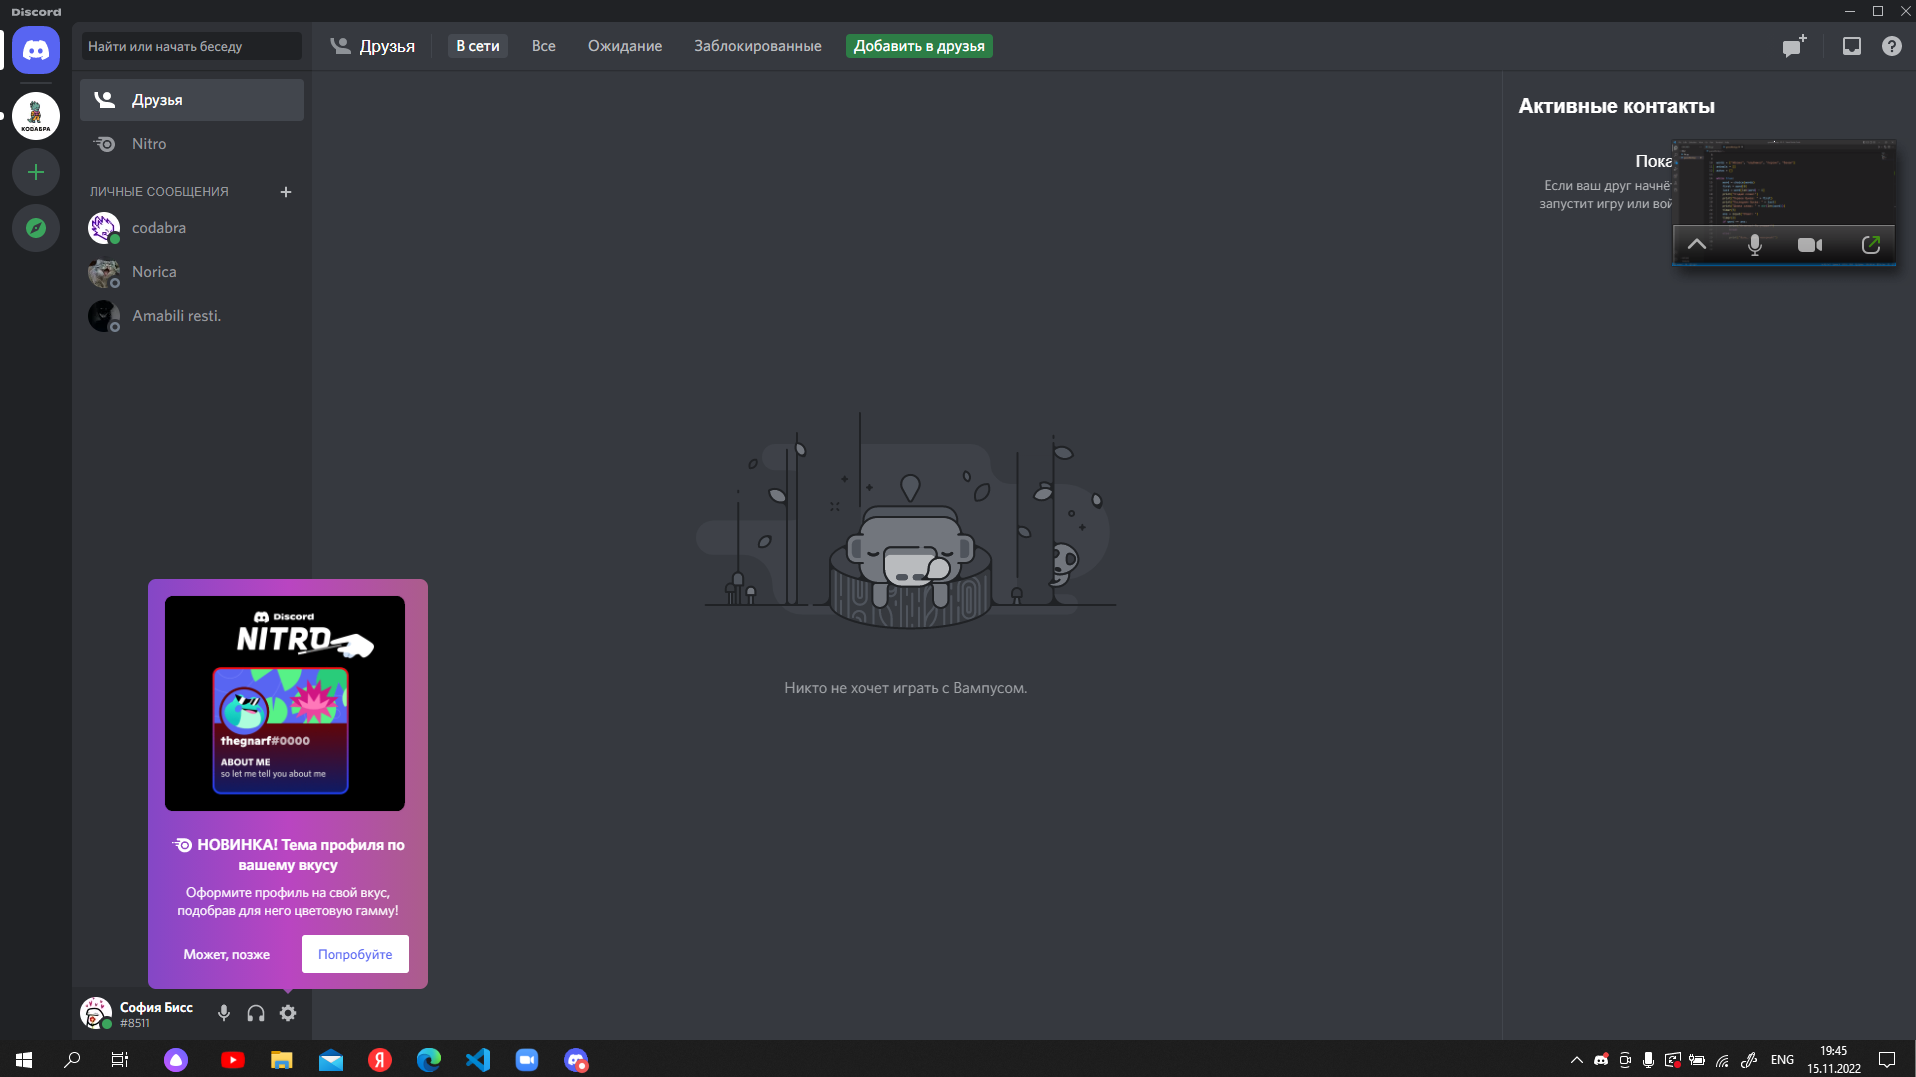 Discord
Найти или начать беседу
Друзья
В сети
Все
Ожидание
Заблокированные
Добавить в друзья
КОДАБРА
Друзья
Nitro
ЛИЧНЫЕ СООБЩЕНИЯ
codabra
Norica
Amabili resti.
Активные контакты
Пока
Если ваш друг начнё
запустит игру или вой
Никто не хочет играть с Вампусом.
Discord
NITRO
thegnarf#0000
ABOUT ME
so let me tell you about me
НОВИНКА! Тема профиля по
вашему вкусу
Оформите профиль на свой вкус,
подобрав для него цветовую гамму!
Может, позже
Попробуйте
София Бисс
#8511
Я
ENG
19:45
15.11.2022